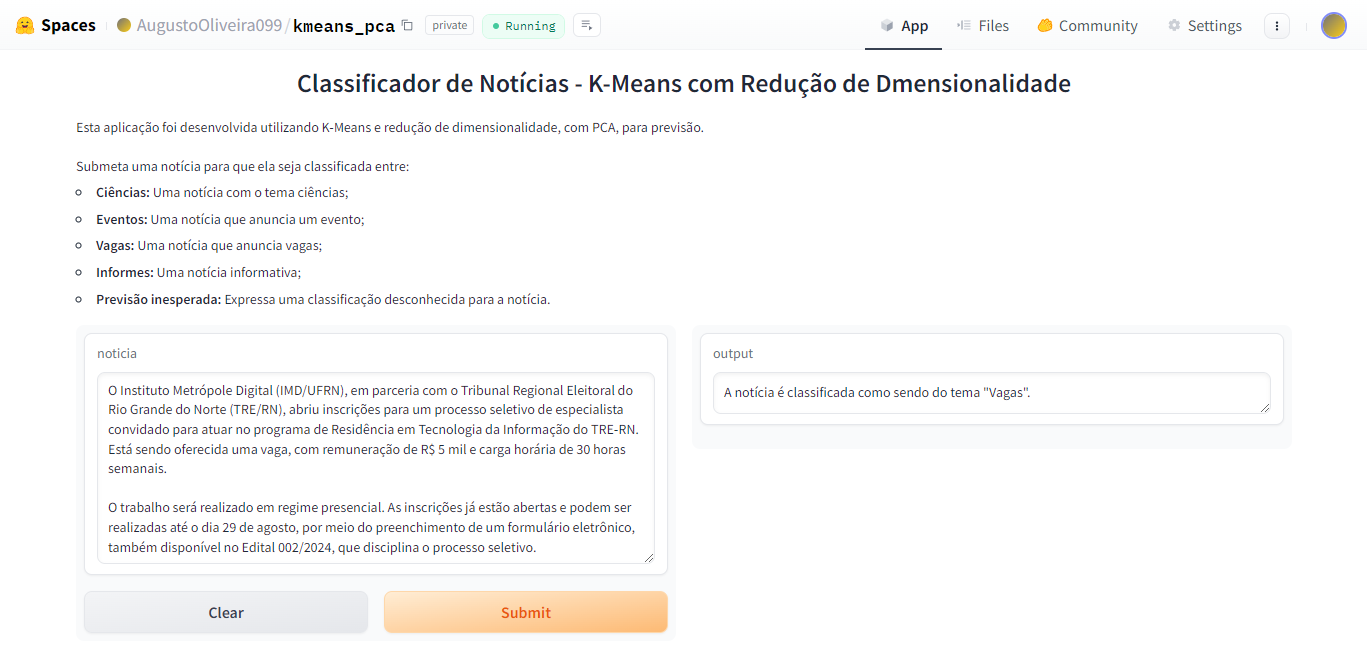 Spaces
AugustoOliveira099/kmeans_pca
private
Running
App
Files
Community
Settings
Classificador de Notícias - K-Means com Redução de Dmensionalidade
Esta aplicação foi desenvolvida utilizando K-Means e redução de dimensionalidade, com PCA, para previsão.
Submeta uma notícia para que ela seja classificada entre:
Ciências: Uma notícia com o tema ciências;
Eventos: Uma notícia que anuncia um evento;
Vagas: Uma notícia que anuncia vagas;
Informes: Uma notícia informativa;
Previsão inesperada: Expressa uma classificação desconhecida para a notícia.
noticia
O Instituto Metrópole Digital (IMD/UFRN), em parceria com o Tribunal Regional Eleitoral do
Rio Grande do Norte (TRE/RN), abriu inscrições para um processo seletivo de especialista
convidado para atuar no programa de Residência em Tecnologia da Informação do TRE-RN.
Está sendo oferecida uma vaga, com remuneração de R$ 5 mil e carga horária de 30 horas
semanais.
O trabalho será realizado em regime presencial. As inscrições já estão abertas e podem ser
realizadas até o dia 29 de agosto, por meio do preenchimento de um formulário eletrônico,
também disponível no Edital 002/2024, que disciplina o processo seletivo.
Clear
Submit
output
A notícia é classificada como sendo do tema "Vagas".